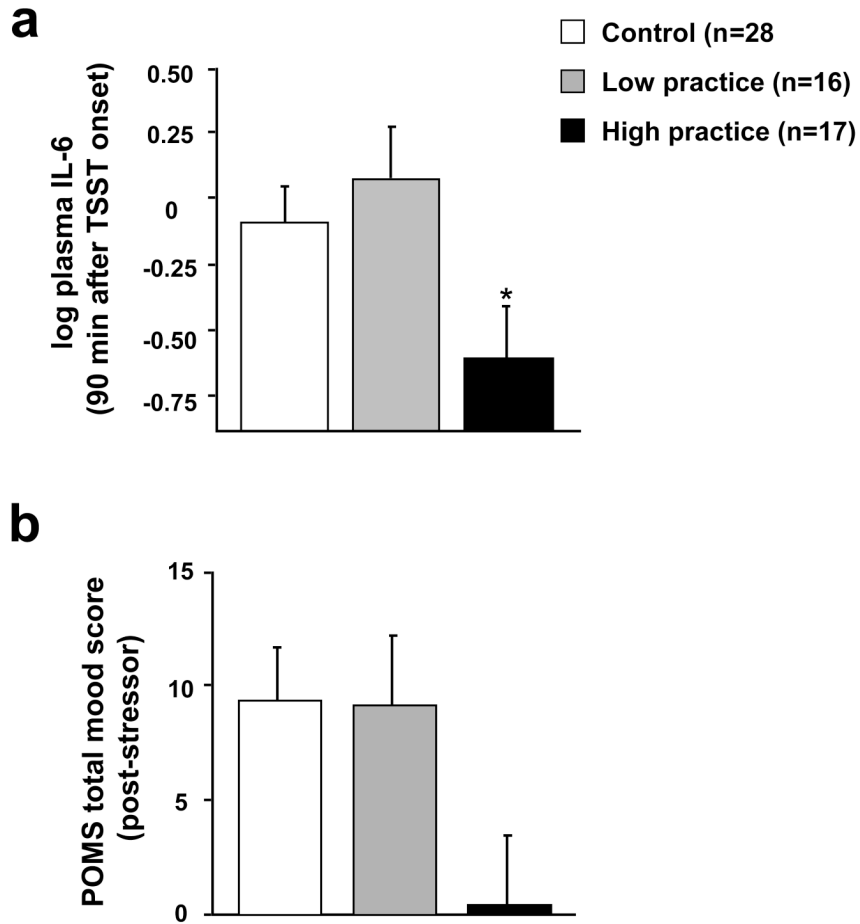 a
Control (n=28
Low practice (n=16)
High practice (n=17)
log plasma IL-6
(90 min after TSST onset)
0.50
0.25
0
-0.25
-0.50
-0.75
*
b
POMS total mood score
(post-stressor)
15
10
5
0